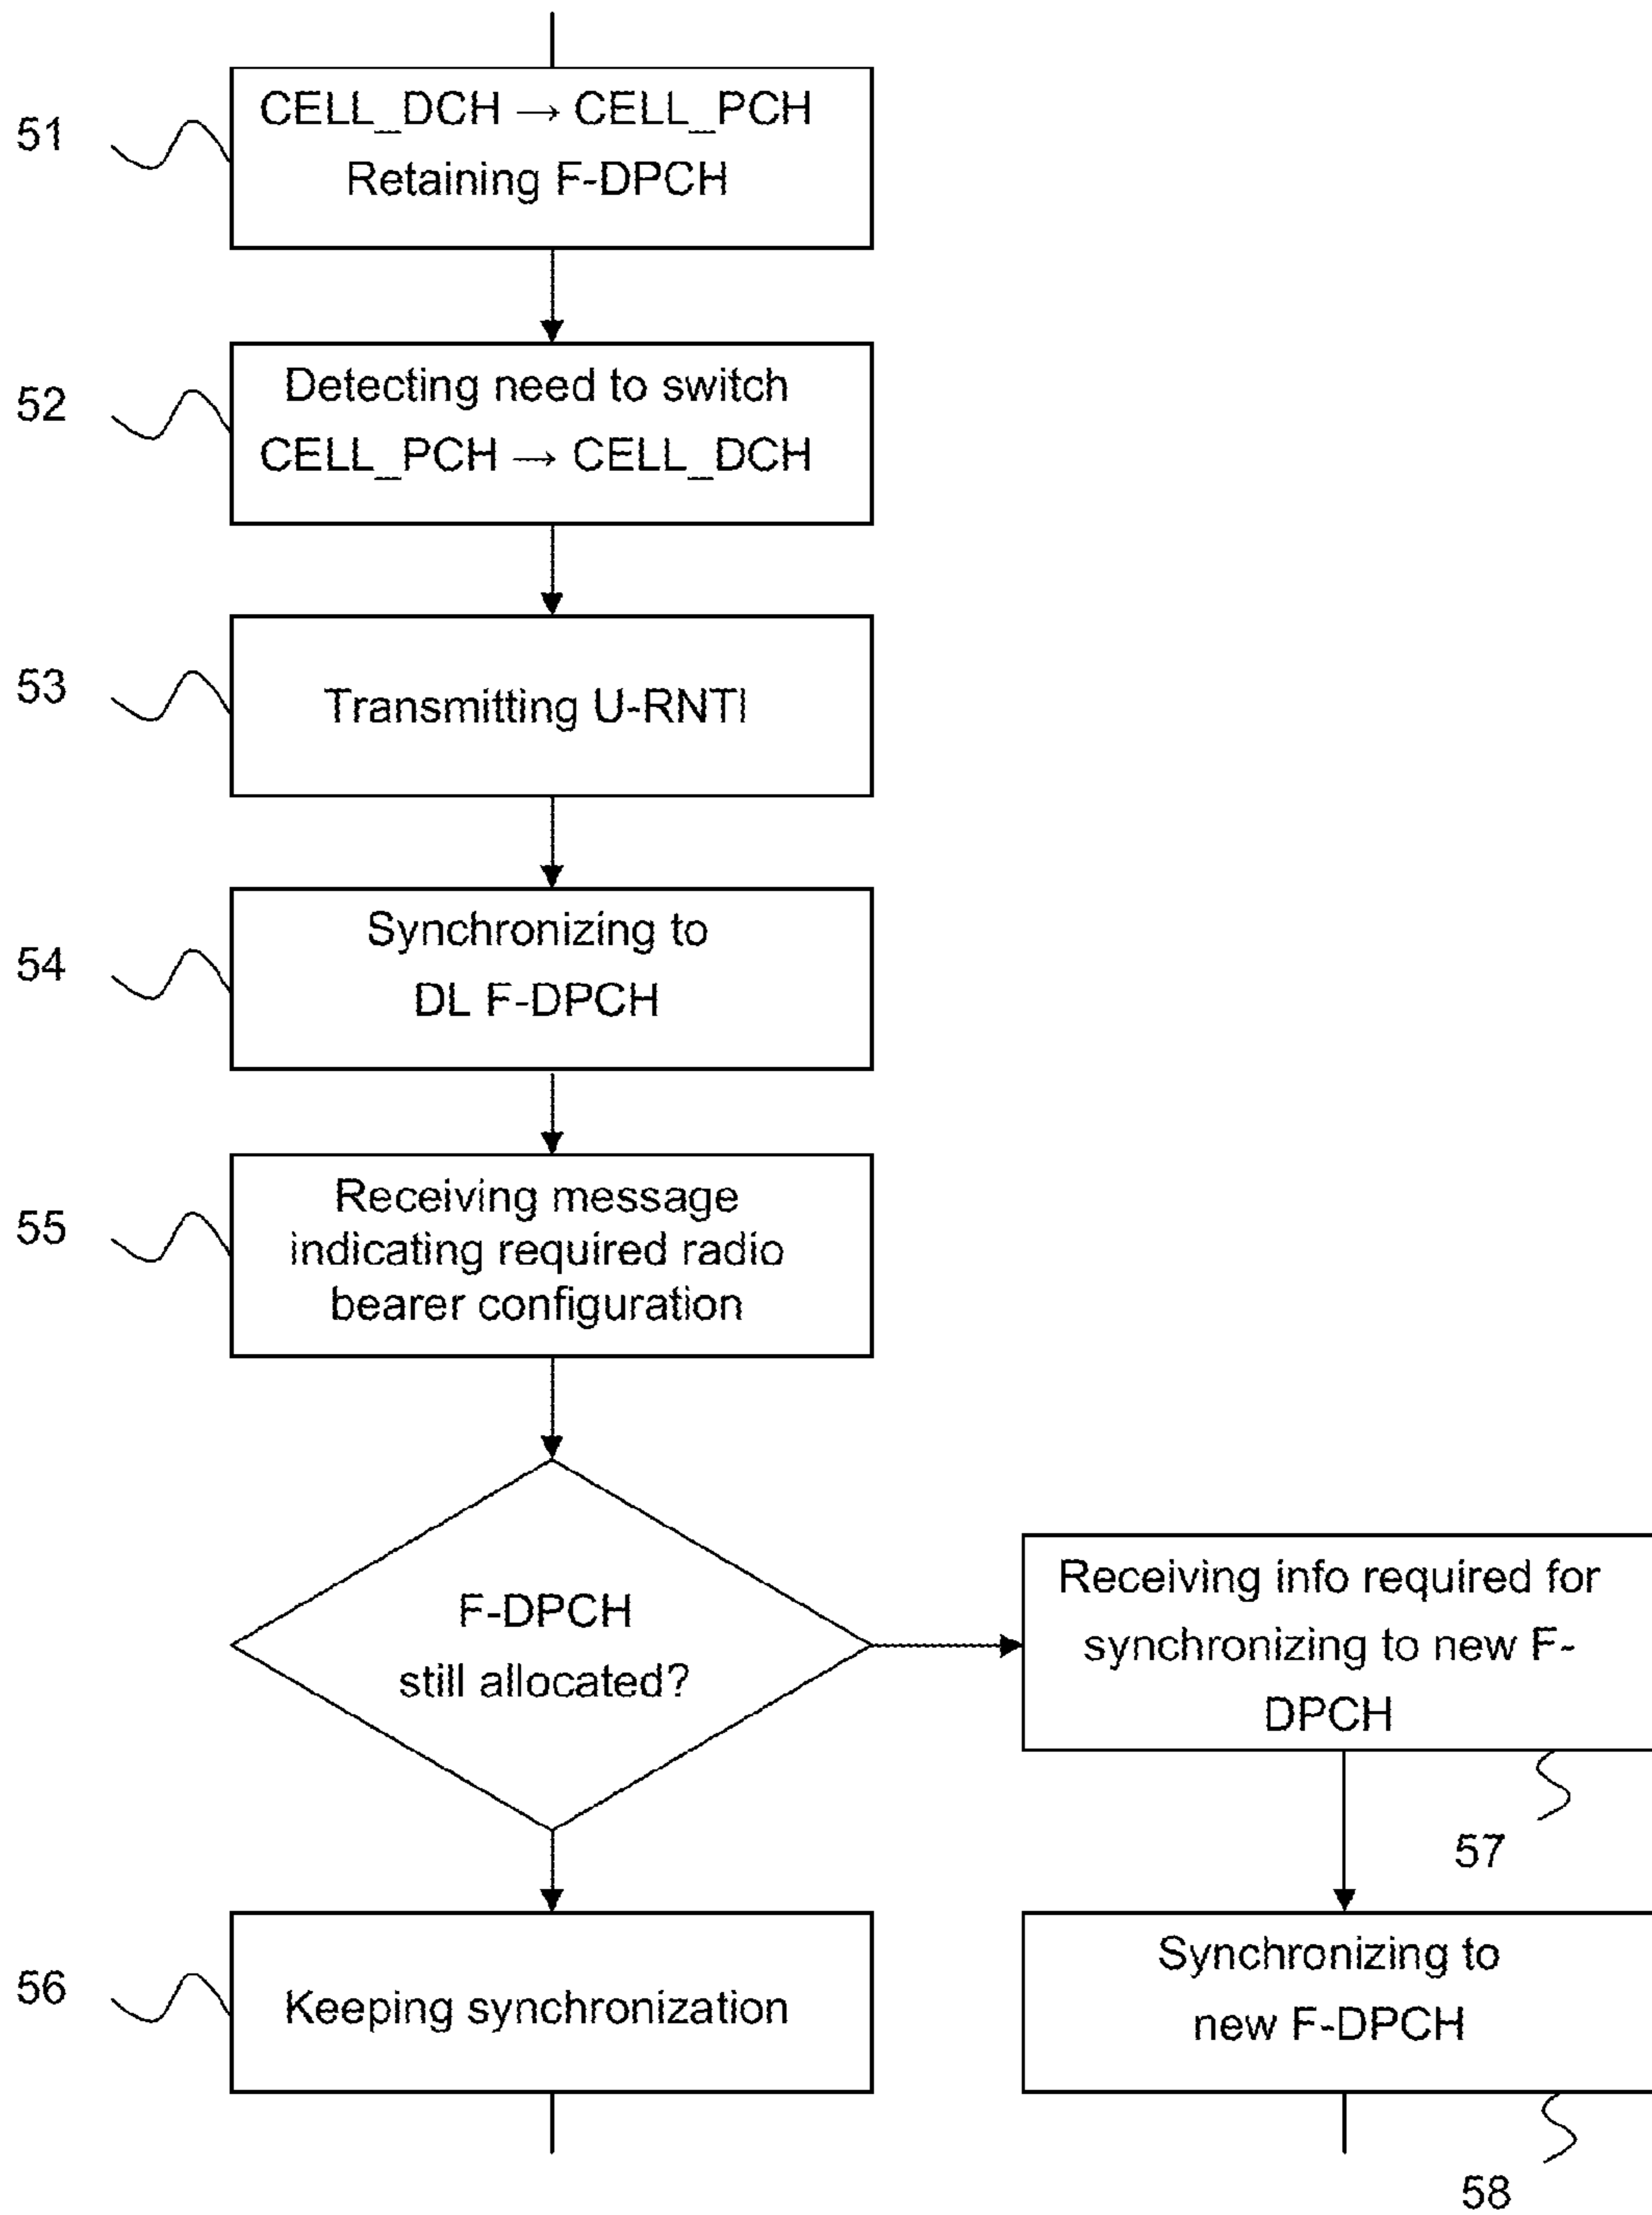 51
CELL_DCH → CELL_PCH
Retaining F-DPCH
52
Detecting need to switch
CELL_PCH → CELL_DCH
53
Transmitting U-RNTI
54
Synchronizing to
DL F-DPCH
55
Receiving message
indicating required radio
bearer configuration
F-DPCH
still allocated?
Receiving info required for
synchronizing to new F-
DPCH
57
56
Keeping synchronization
Synchronizing to
new F-DPCH
58